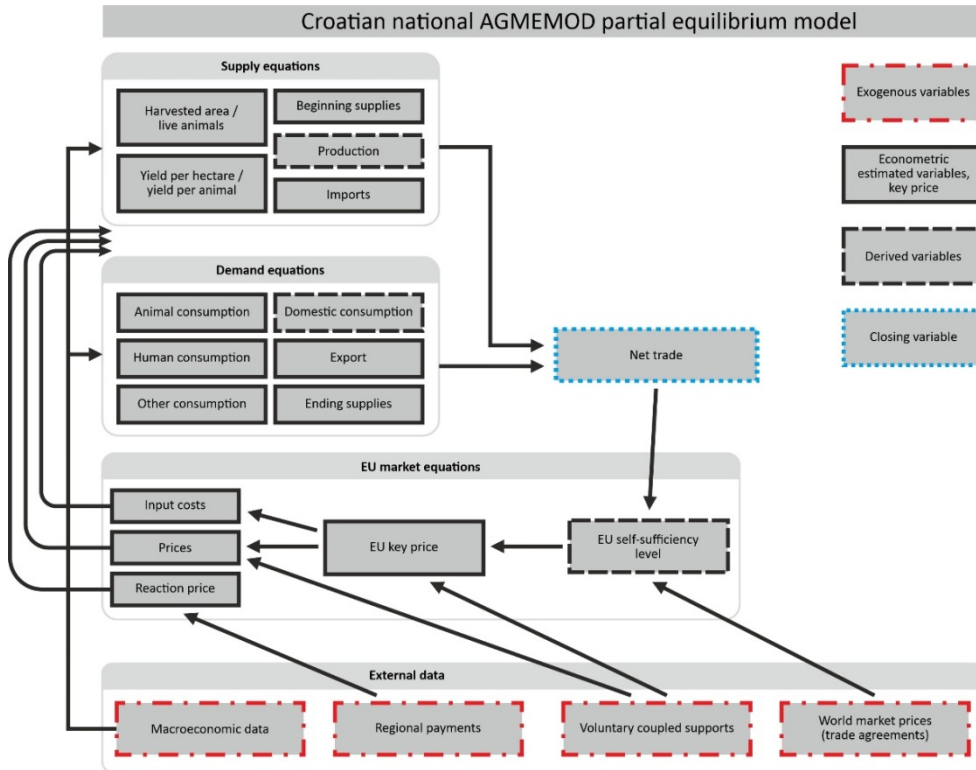 Croatian national AGMEMOD partial equilibrium model
Supply equations
Harvested area /
live animals
Beginning supplies
Production
Yield per hectare /
yield per animal
Imports
Demand equations
Animal consumption
Domestic consumption
Human consumption
Export
Other consumption
Ending supplies
Net trade
Exogenous variables
Econometric
estimated variables,
key price
Derived variables
Closing variable
EU market equations
Input costs
Prices
Reaction price
EU key price
EU self-sufficiency
level
External data
Macroeconomic data
Regional payments
Voluntary coupled supports
World market prices
(trade agreements)